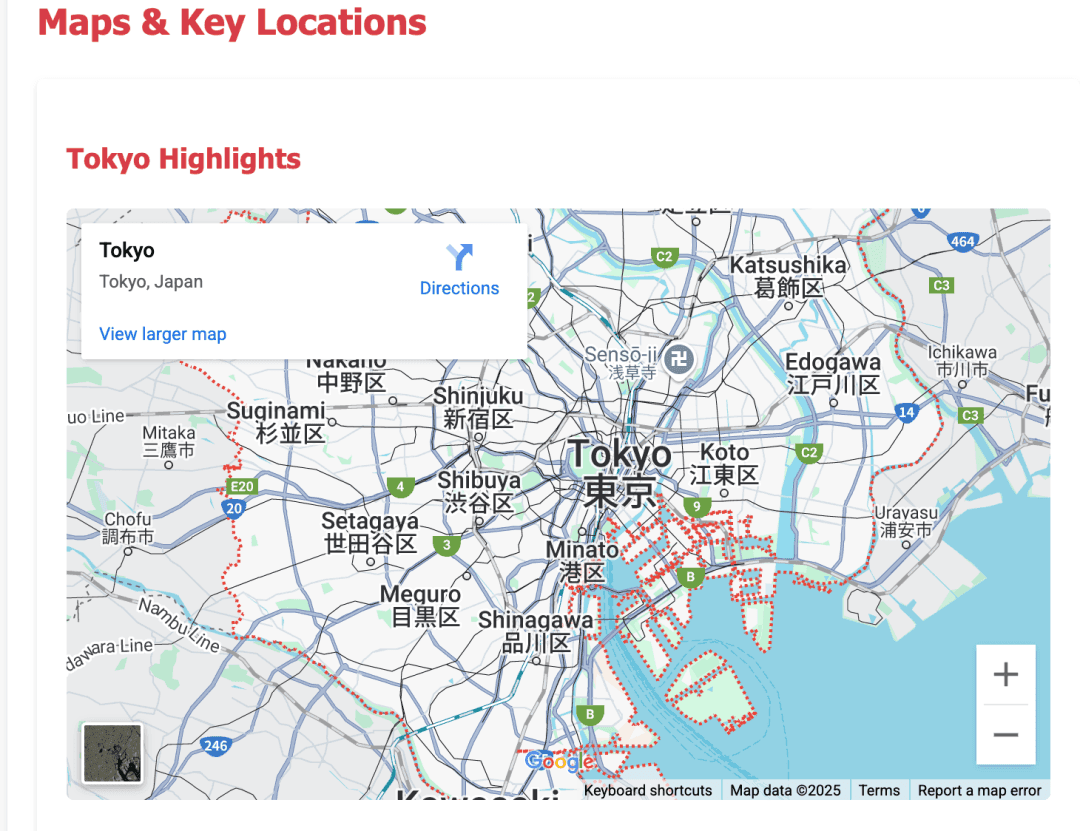 Maps & Key Locations
Tokyo Highlights
Tokyo
Tokyo, Japan
Directions
View larger map
C2
464
Katsushika
葛飾区
C3
2
Sensō-ji
浅草寺
Nakano
中野区
Edogawa
江戸川区
Ichikawa
市川市
Shinjuku
新宿区
Suginami
杉並区
uo Line
Mitaka
三鷹市
14
C3
Fu
Tokyo
東京
Koto
江東区
C2
Shibuya
渋谷区
4
E20
20
9
Chofu
調布市
Setagaya
世田谷区
3
Urayasu
浦安市
Minato
港区
B
Meguro
目黒区
Shinagawa
品川区
Nambu Line
dawara Line
B
246
Google
Kawasaki
Keyboard shortcuts
Map data ©2025
Terms
Report a map error